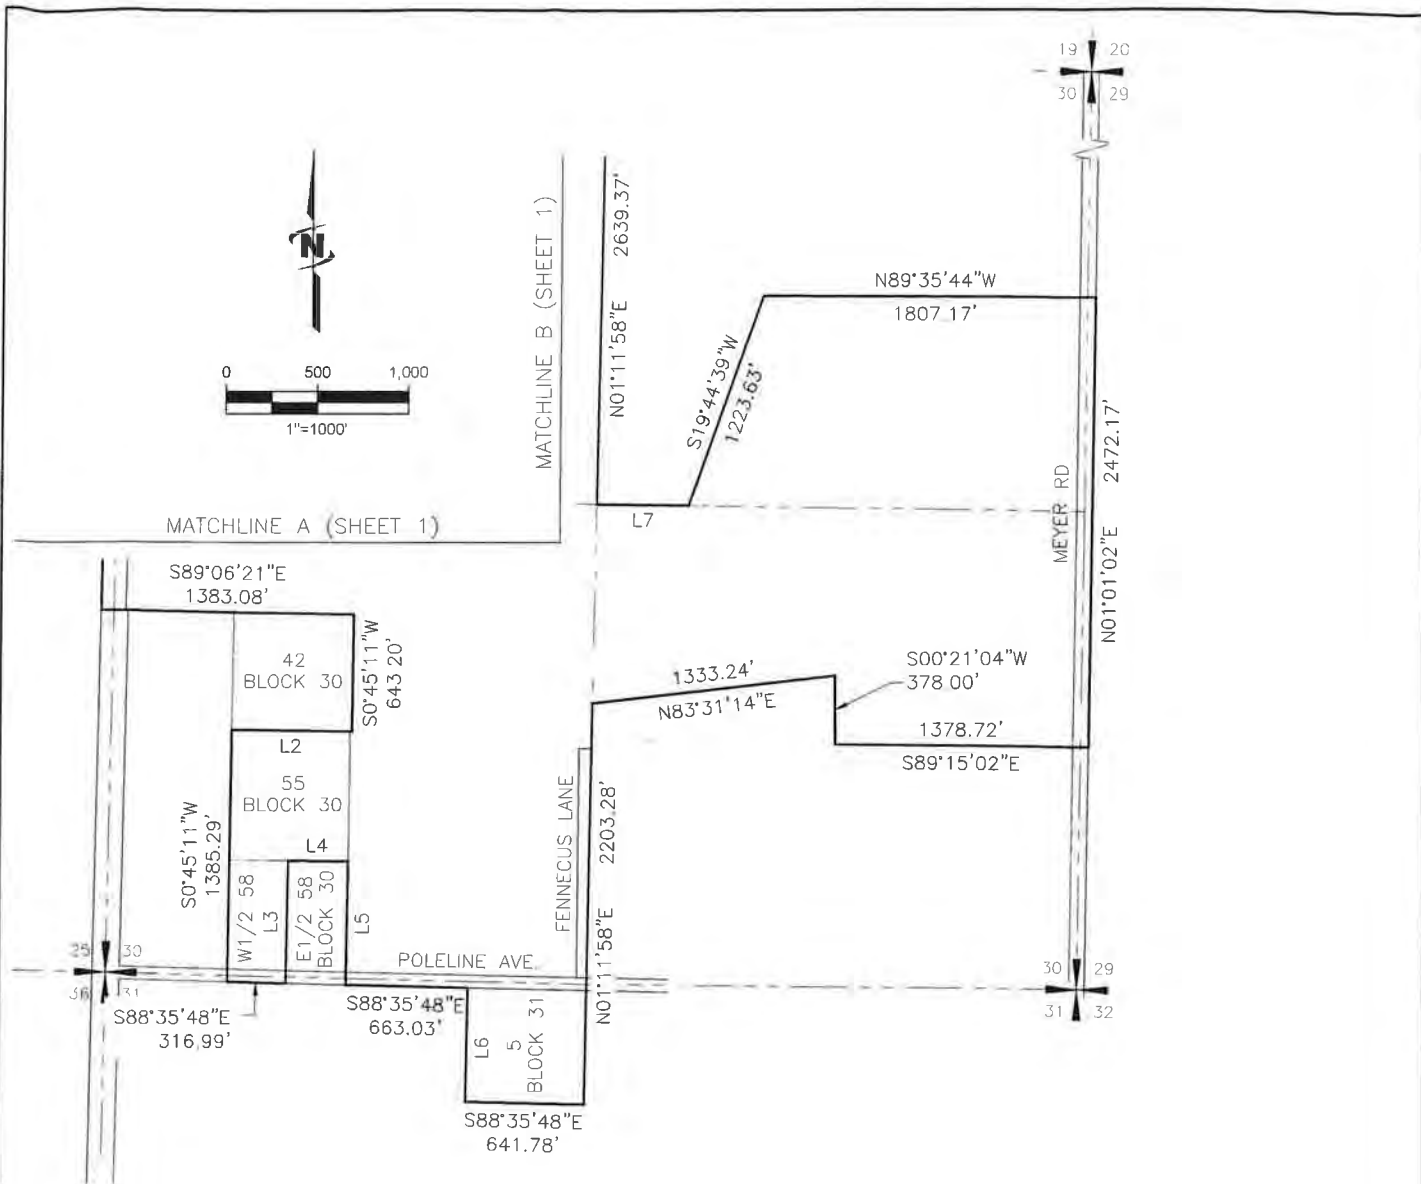 19 20
30 29
N
0 500 1,000
1"=1000'
MATCHLINE B (SHEET 1)
N01°11'58"E 2639.37'
N89°35'44"W
1807.17'
S19°44'39"W
1223.63'
L7
MATCHLINE A (SHEET 1)
MEYER RD
N01°01'02"E 2472.17'
S89°06'21"E
1383.08'
42
BLOCK 30
S0°45'11"W
643.20'
1333.24'
N83°31'14"E
S00°21'04"W
378.00'
1378.72'
S89°15'02"E
L2
55
BLOCK 30
S0°45'11"W
1385.29'
L4
W1/2 58
L3
E1/2 58
BLOCK 30
L5
FENNECUS LANE
N01°11'58"E 2203.28'
POLELINE AVE.
25 30
36 31
S88°35'48"E
316.99'
S88°35'48"E
663.03'
L6
5
BLOCK 31
S88°35'48"E
641.78'
30 29
31 32